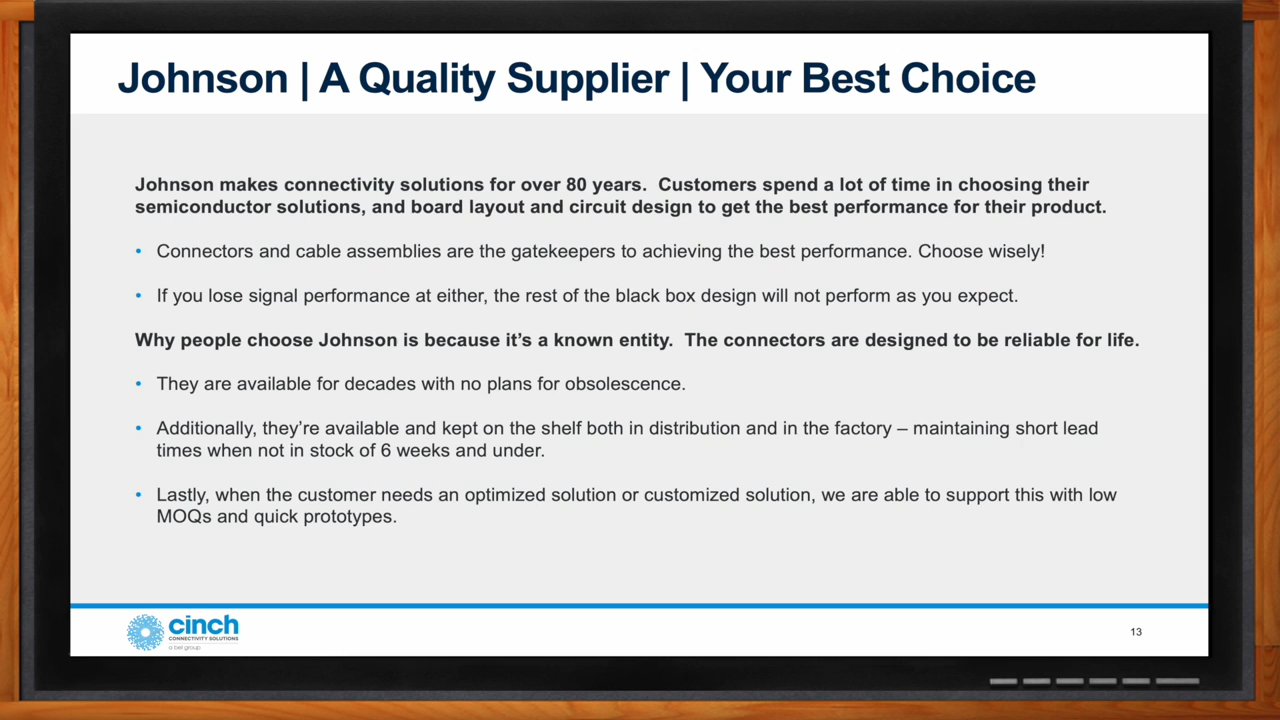 Johnson | A Quality Supplier | Your Best Choice
Johnson makes connectivity solutions for over 80 years.  Customers spend a lot of time in choosing their
semiconductor solutions, and board layout and circuit design to get the best performance for their product.
• Connectors and cable assemblies are the gatekeepers to achieving the best performance. Choose wisely!
• If you lose signal performance at either, the rest of the black box design will not perform as you expect.
Why people choose Johnson is because it’s a known entity.  The connectors are designed to be reliable for life.
• They are available for decades with no plans for obsolescence.
• Additionally, they’re available and kept on the shelf both in distribution and in the factory – maintaining short lead
times when not in stock of 6 weeks and under.
• Lastly, when the customer needs an optimized solution or customized solution, we are able to support this with low
MOQs and quick prototypes.
cinch
CONNECTIVITY SOLUTIONS
a bel group
13